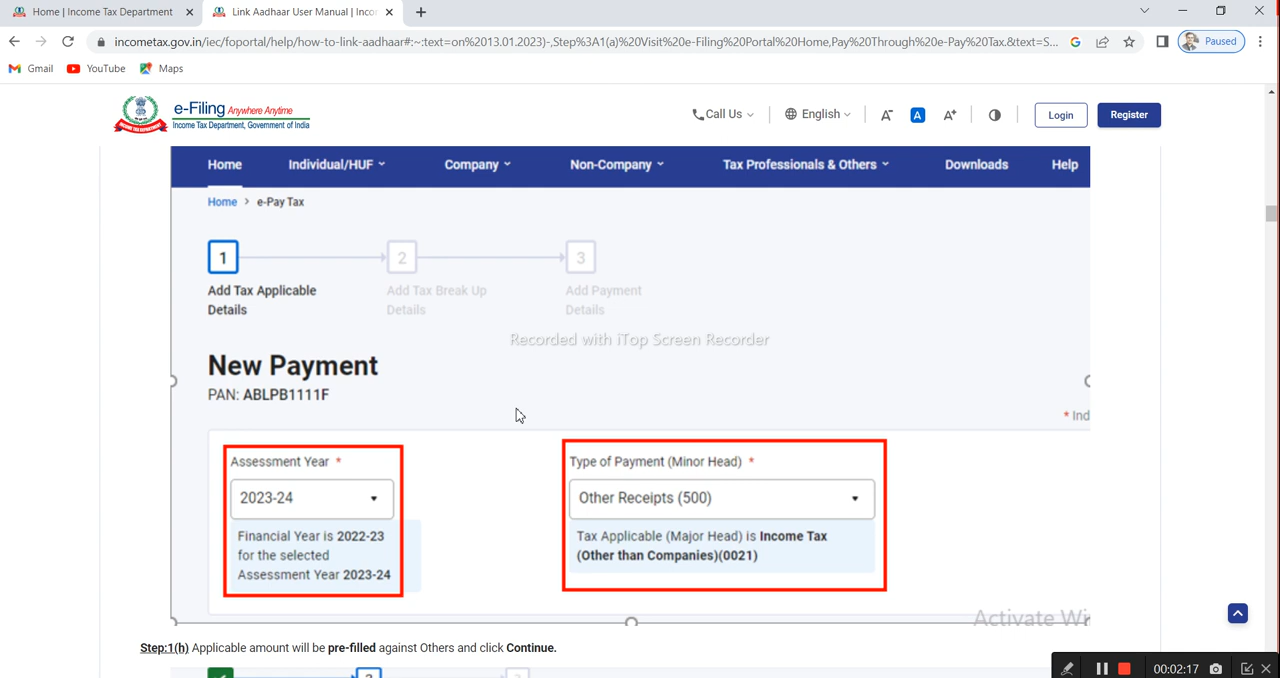 Home | Income Tax Department
Link Aadhaar User Manual | Inco
incometax.gov.in/iec/foportal/help/how-to-link-aadhaar#:~:text=on%2013.01.2023)-,Step%3A1(a)%20Visit%20e-Filing%20Portal%20Home,Pay%20Through%20e-Pay%20Tax.&text=S...
Paused
Gmail YouTube Maps
e-Filing Anywhere Anytime
Income Tax Department, Government of India
Call Us English A- A A+ Login Register
Home Individual/HUF Company Non-Company Tax Professionals & Others Downloads Help
Home > e-Pay Tax
1 2 3
Add Tax Applicable Details
Add Tax Break Up Details
Add Payment Details
Recorded with iTop Screen Recorder
New Payment
PAN: ABLPB1111F
* Ind
Assessment Year *
2023-24
Financial Year is 2022-23
for the selected
Assessment Year 2023-24
Type of Payment (Minor Head) *
Other Receipts (500)
Tax Applicable (Major Head) is Income Tax
(Other than Companies)(0021)
Activate Wi
Step:1(h) Applicable amount will be pre-filled against Others and click Continue.
2
00:02:17